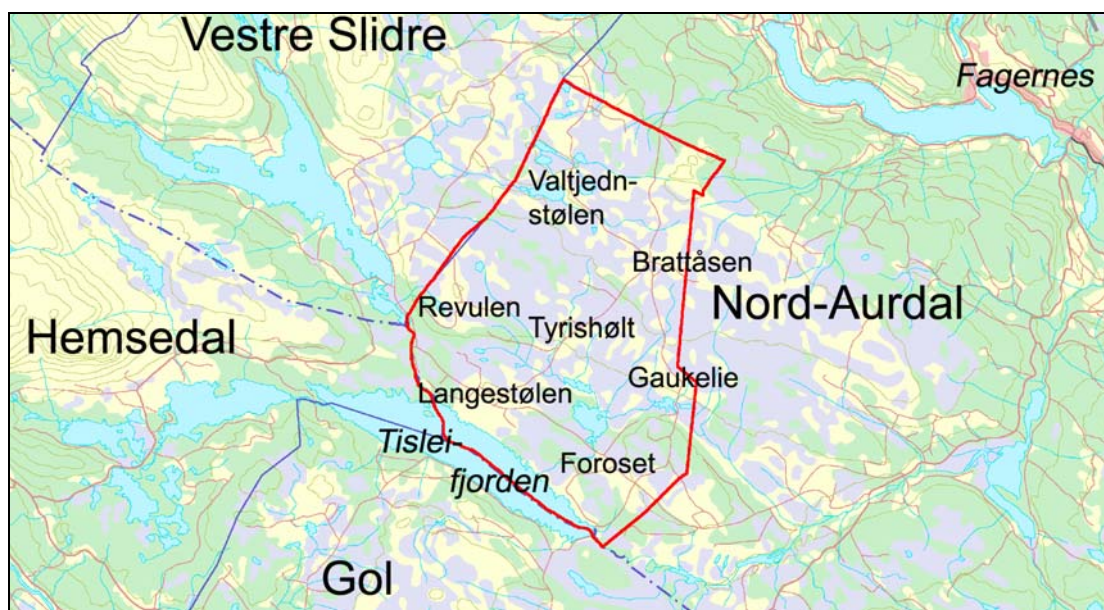 Vestre Slidre
Fagernes
Valtjedn-
stølen
Brattåsen
Nord-Aurdal
Revulen
Tyrishølt
Hemsedal
Gaukelie
Langestølen
Tislei-
fjorden
Foroset
Gol